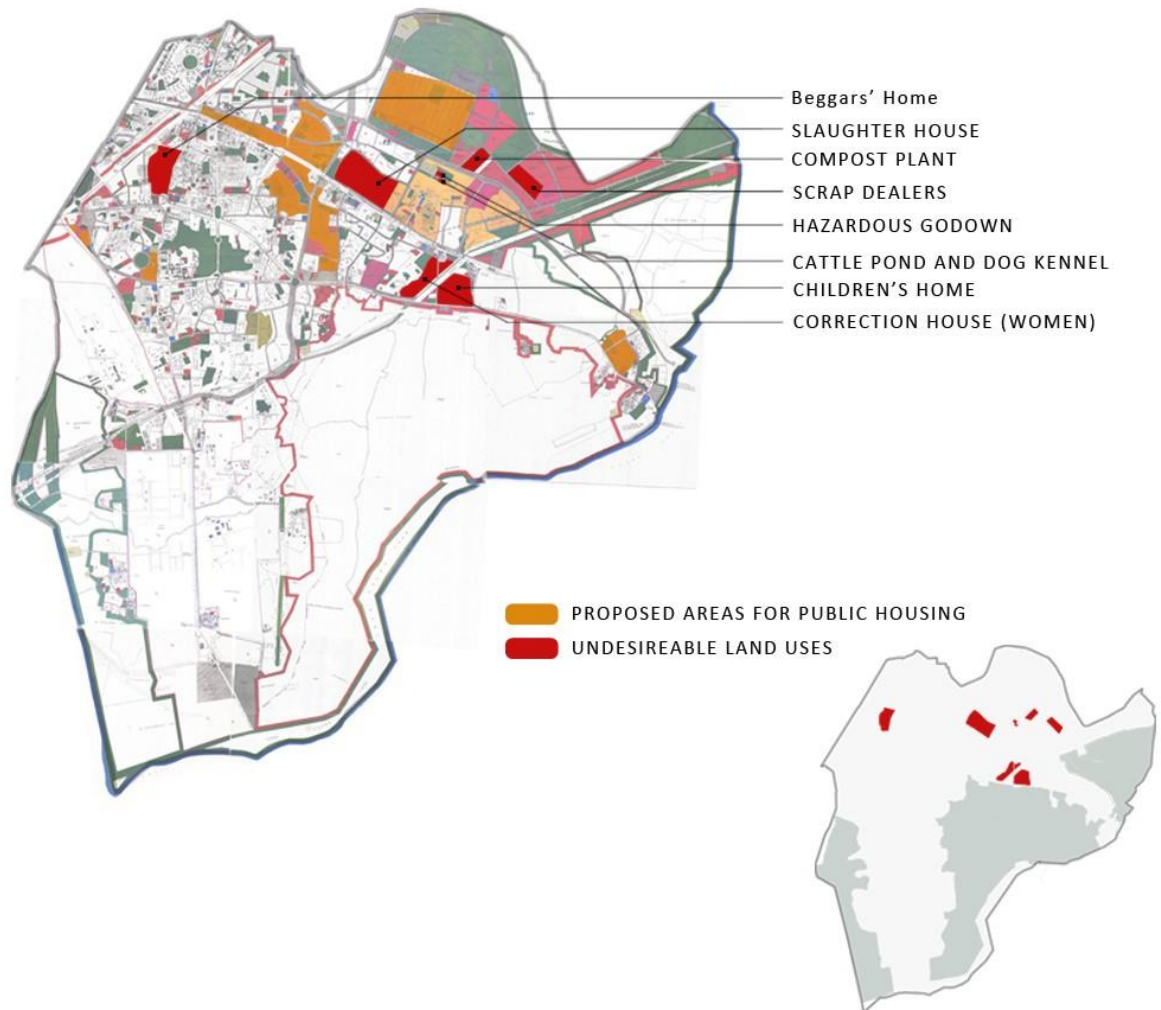 Beggars' Home
SLAUGHTER HOUSE
COMPOST PLANT
SCRAP DEALERS
HAZARDOUS GODOWN
CATTLE POND AND DOG KENNEL
CHILDREN'S HOME
CORRECTION HOUSE (WOMEN)
PROPOSED AREAS FOR PUBLIC HOUSING
UNDESIREABLE LAND USES